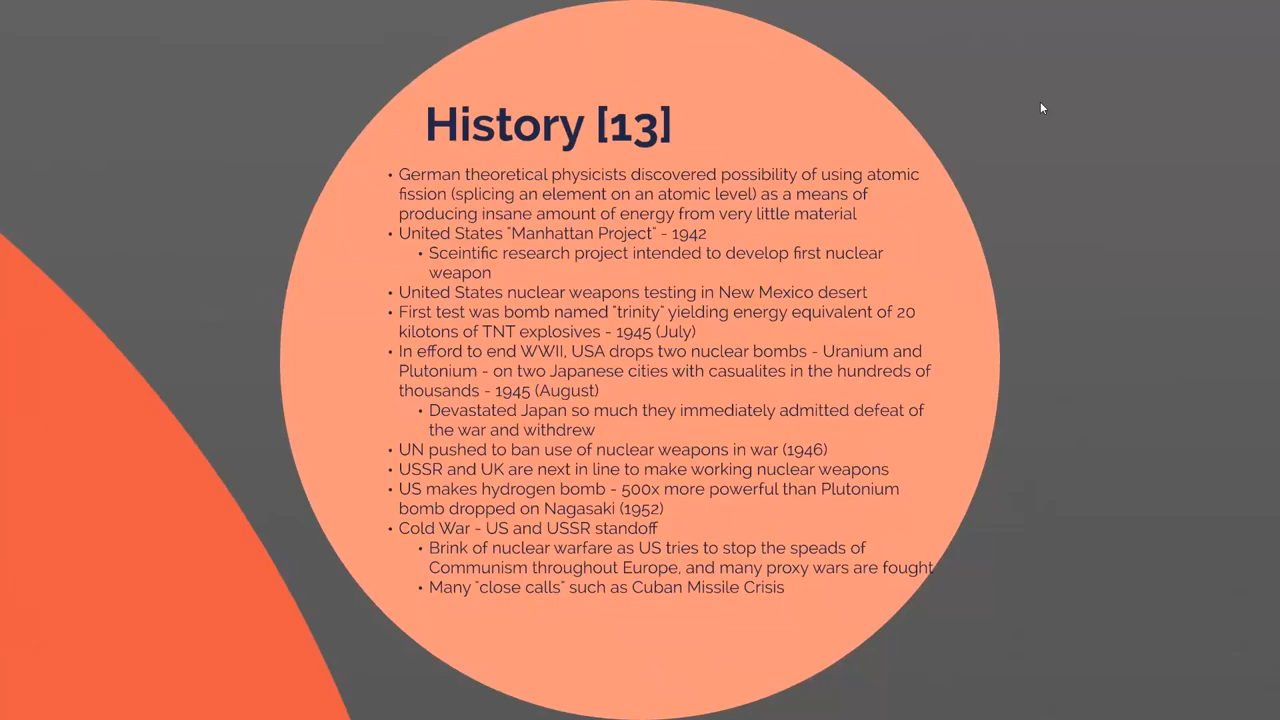 History [13]
• German theoretical physicists discovered possibility of using atomic
fission (splicing an element on an atomic level) as a means of
producing insane amount of energy from very little material
• United States "Manhattan Project" - 1942
• Sceintific research project intended to develop first nuclear
weapon
• United States nuclear weapons testing in New Mexico desert
• First test was bomb named "trinity" yielding energy equivalent of 20
kilotons of TNT explosives - 1945 (July)
• In efford to end WWII, USA drops two nuclear bombs - Uranium and
Plutonium - on two Japanese cities with casualites in the hundreds of
thousands - 1945 (August)
• Devastated Japan so much they immediately admitted defeat of
the war and withdrew
• UN pushed to ban use of nuclear weapons in war (1946)
• USSR and UK are next in line to make working nuclear weapons
• US makes hydrogen bomb - 500x more powerful than Plutonium
bomb dropped on Nagasaki (1952)
• Cold War - US and USSR standoff
• Brink of nuclear warfare as US tries to stop the speads of
Communism throughout Europe, and many proxy wars are fought
• Many "close calls" such as Cuban Missile Crisis